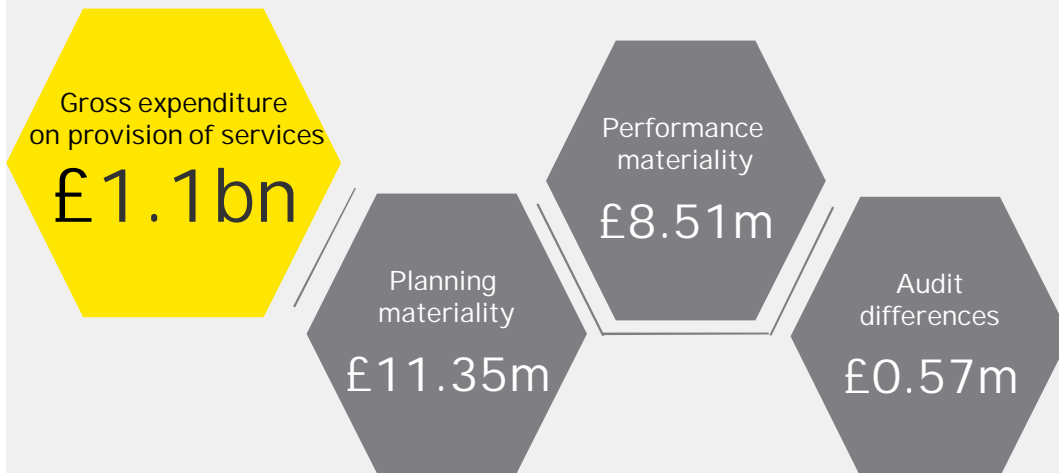 Gross expenditure
on provision of services
£1.1bn
Planning
materiality
£11.35m
Performance
materiality
£8.51m
Audit
differences
£0.57m